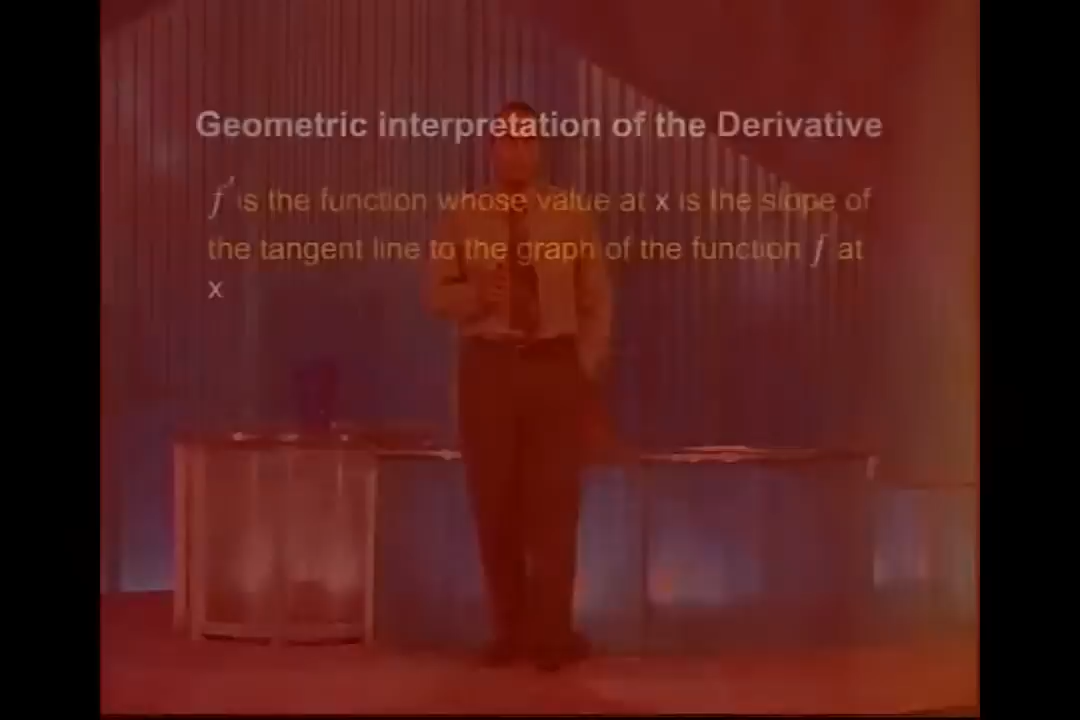 Geometric interpretation of the Derivative
f' is the function whose value at x is the slope of
the tangent line to the graph of the function f at
x